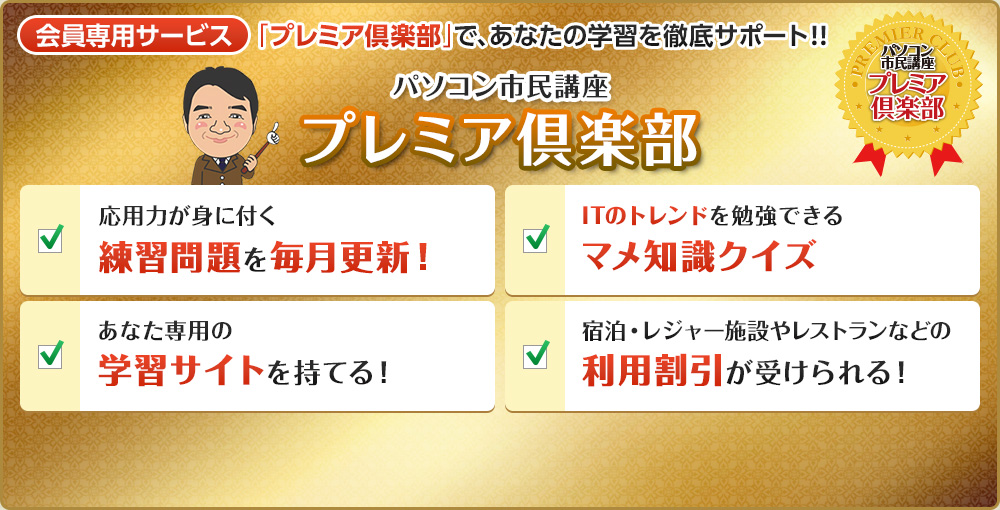 会員専用サービス
「プレミア倶楽部」で、あなたの学習を徹底サポート!!
PREMIER CLUB
パソコン
市民講座
プレミア
倶楽部
パソコン市民講座
プレミア倶楽部
応用力が身に付く
練習問題を毎月更新！
ITのトレンドを勉強できる
マメ知識クイズ
あなた専用の
学習サイトを持てる！
宿泊・レジャー施設やレストランなどの
利用割引が受けられる！